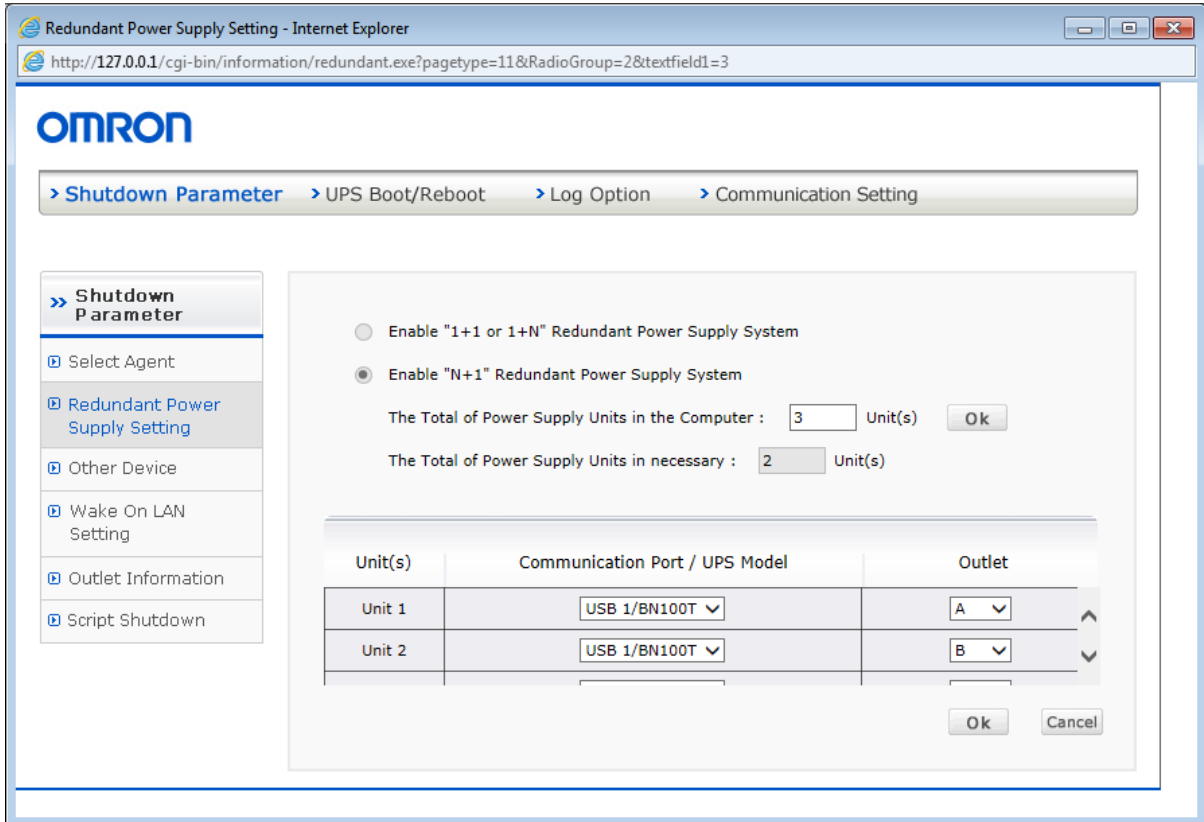 Redundant Power Supply Setting - Internet Explorer
http://127.0.0.1/cgi-bin/information/redundant.exe?pagetype=11&RadioGroup=2&textfield1=3
OMRON
Shutdown Parameter UPS Boot/Reboot Log Option Communication Setting
Shutdown
Parameter
Select Agent
Redundant Power
Supply Setting
Other Device
Wake On LAN
Setting
Outlet Information
Script Shutdown
Enable "1+1 or 1+N" Redundant Power Supply System
Enable "N+1" Redundant Power Supply System
The Total of Power Supply Units in the Computer : 3 Unit(s) Ok
The Total of Power Supply Units in necessary : 2 Unit(s)
Unit(s) Communication Port / UPS Model Outlet
Unit 1 USB 1/BN100T A
Unit 2 USB 1/BN100T B
Ok Cancel